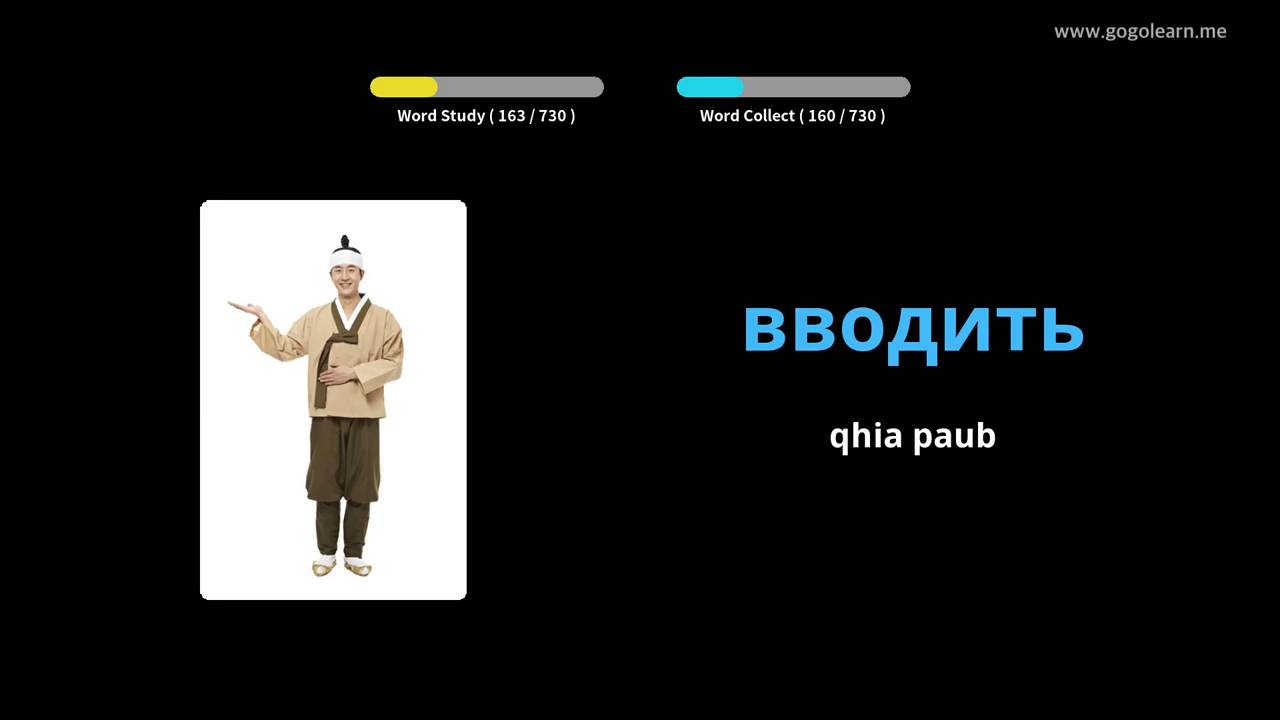 www.gogolearn.me
Word Study ( 163 / 730 )
Word Collect ( 160 / 730 )
вводить
qhia paub